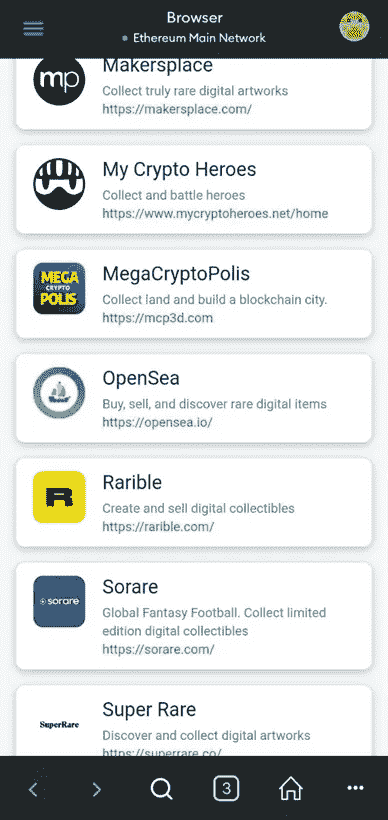 Browser
Ethereum Main Network
mp
Makersplace
Collect truly rare digital artworks
https://makersplace.com/
My Crypto Heroes
Collect and battle heroes
https://www.mycryptoheroes.net/home
MEGA
CRYPTO
POLIS
MegaCryptoPolis
Collect land and build a blockchain city.
https://mcp3d.com
OpenSea
Buy, sell, and discover rare digital items
https://opensea.io/
R
Rarible
Create and sell digital collectibles
https://rarible.com/
sorare
Sorare
Global Fantasy Football. Collect limited
edition digital collectibles
https://sorare.com/
SuperRare
Super Rare
Discover and collect digital artworks
https://superrare.co/
3